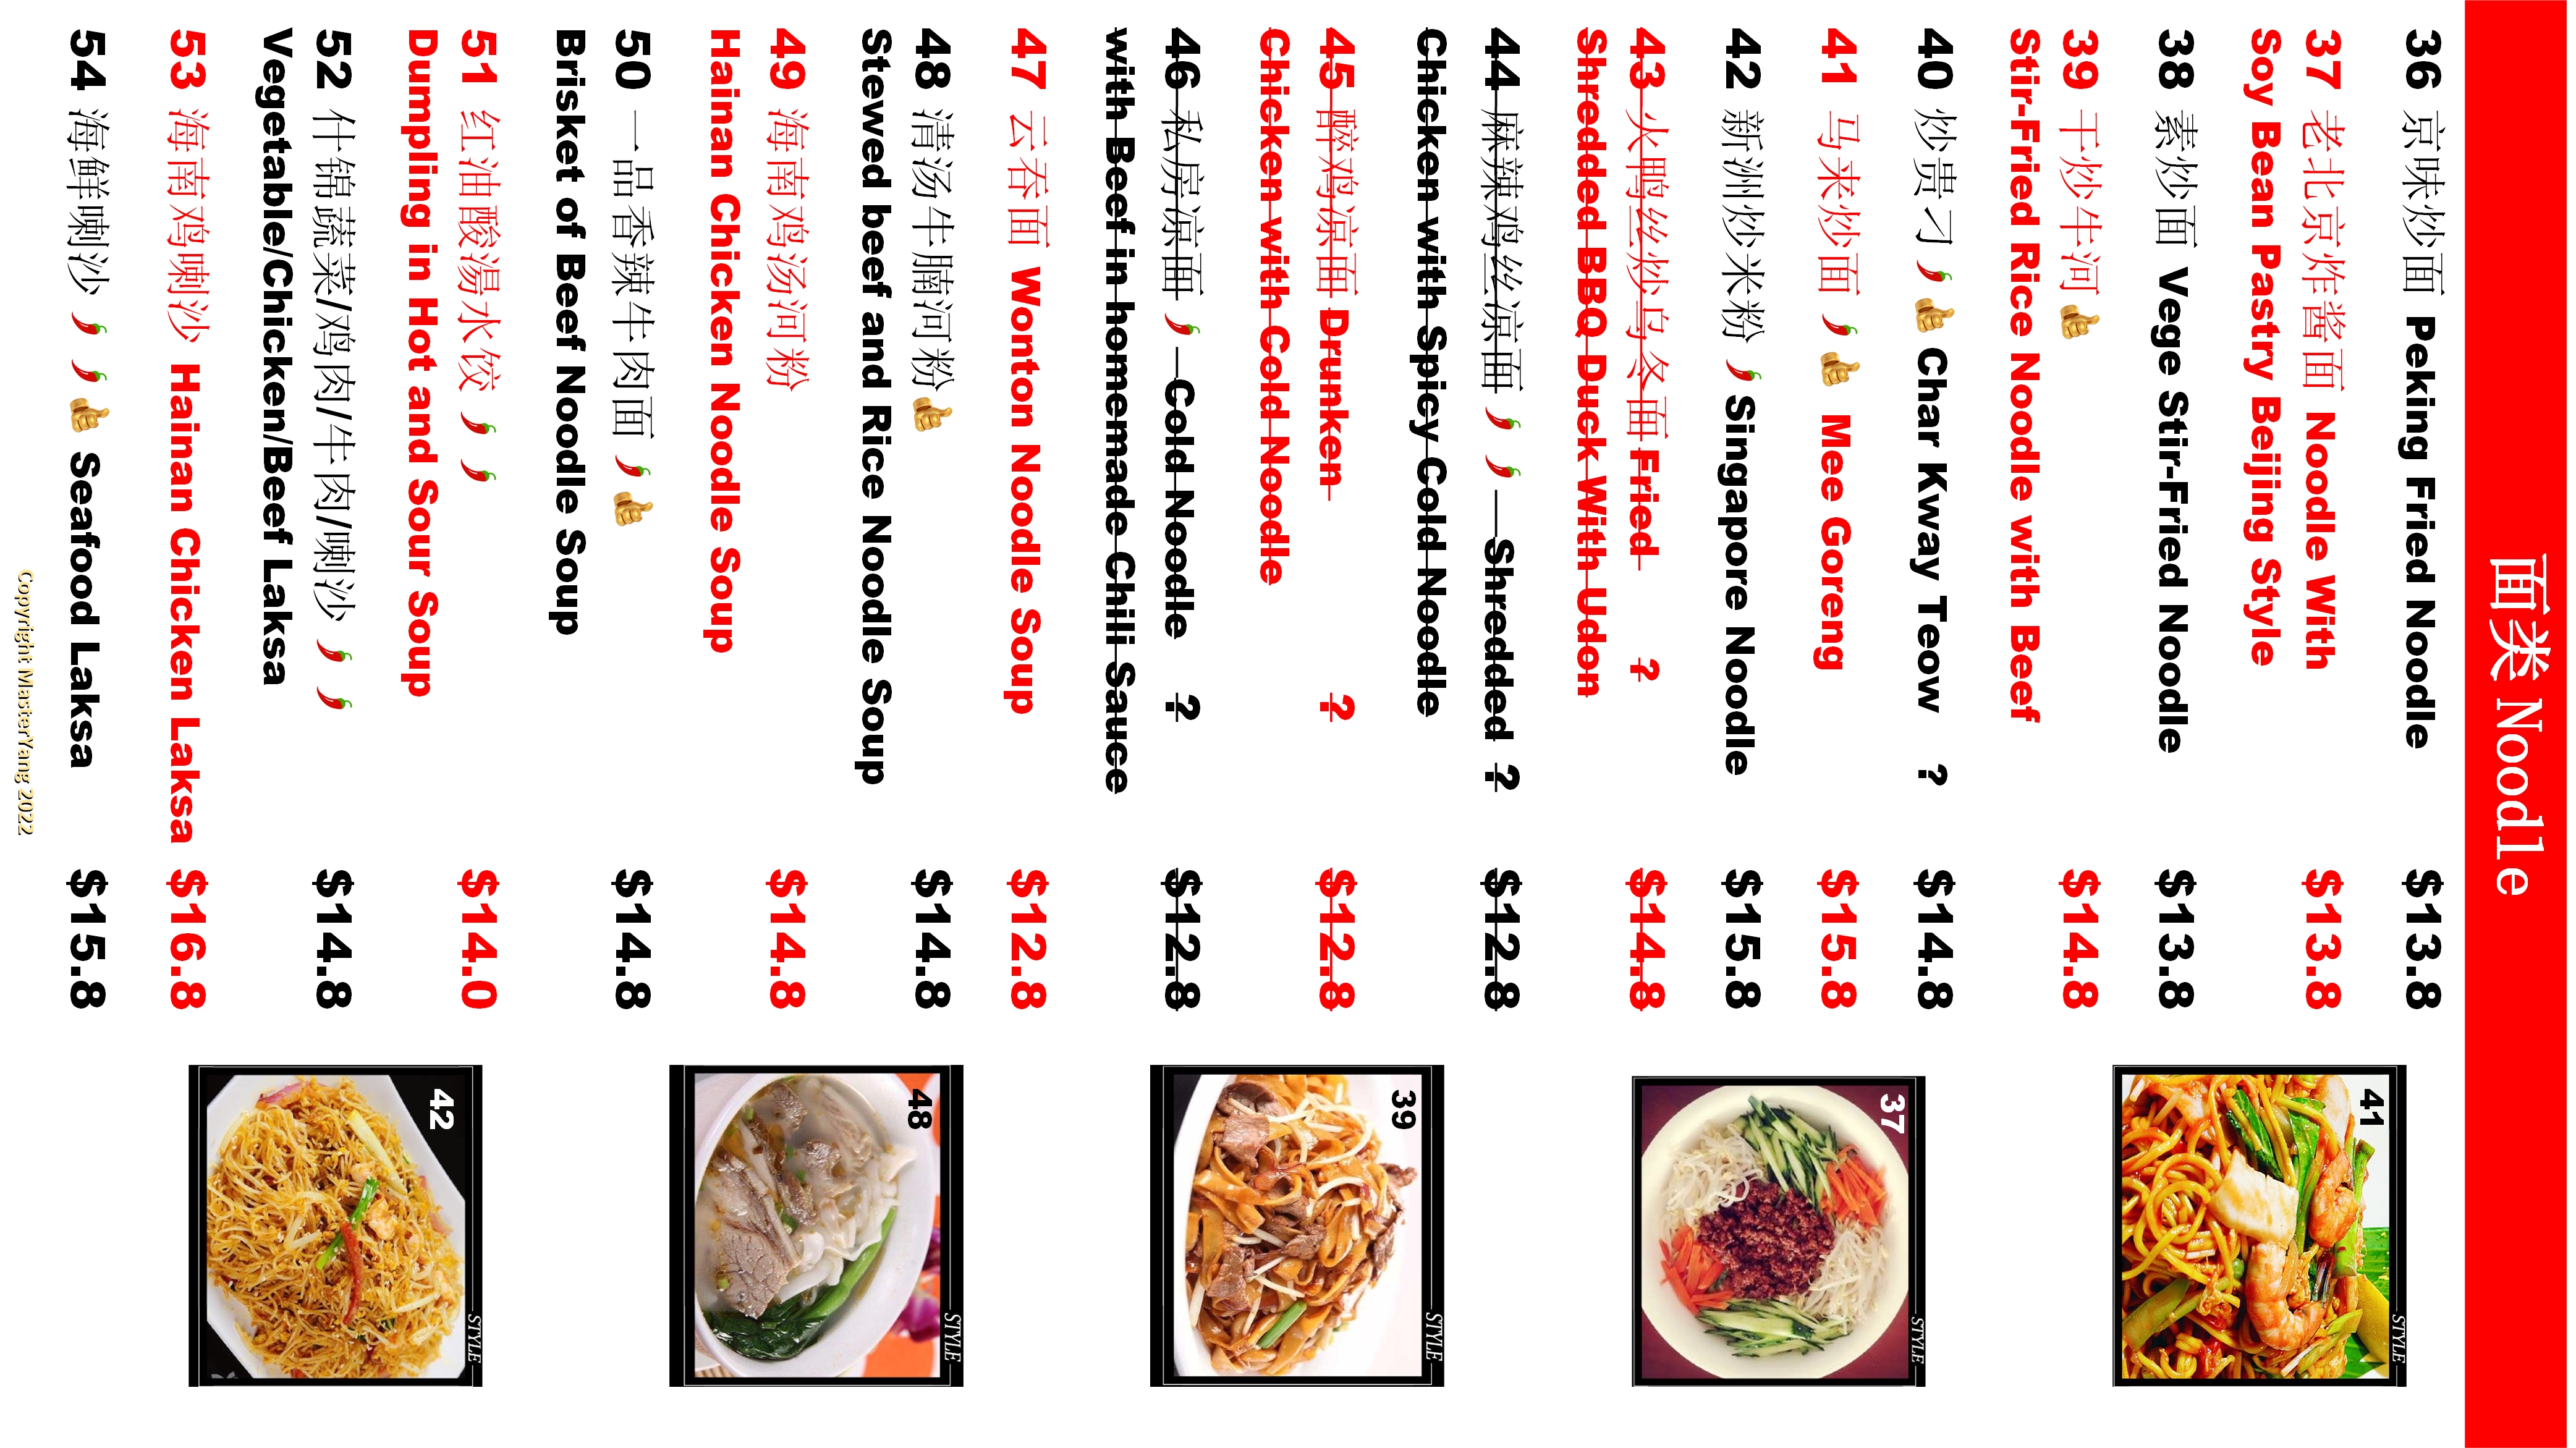 面类 Noodle
36 京味炒面 Peking Fried Noodle $13.8
37 老北京炸酱面 Noodle With $13.8
Soy Bean Pastry Beijing Style
38 素炒面 Vege Stir-Fried Noodle $13.8
39 干炒牛河 👍 $14.8
Stir-Fried Rice Noodle with Beef
40 炒贵刁 🌶 👍 Char Kway Teow ? $14.8
41 马来炒面 🌶 👍 Mee Goreng $15.8
42 新洲炒米粉 🌶 Singapore Noodle $15.8
43 火鸭丝炒乌冬面 Fried ? $14.8
Shredded BBQ Duck With Udon
44 麻辣鸡丝凉面 🌶 🌶 Shredded ? $12.8
Chicken with Spicy Cold Noodle
45 醉鸡凉面 Drunken ? $12.8
Chicken with Cold Noodle
46 私房凉面 🌶 Cold Noodle ? $12.8
with Beef in homemade Chili Sauce
47 云吞面 Wonton Noodle Soup $12.8
48 清汤牛腩河粉 👍 $14.8
Stewed beef and Rice Noodle Soup
49 海南鸡汤河粉 $14.8
Hainan Chicken Noodle Soup
50 一品香辣牛肉面 🌶 👍 $14.8
Brisket of Beef Noodle Soup
51 红油酸湯水饺 🌶 🌶 $14.0
Dumpling in Hot and Sour Soup
52 什锦蔬菜/鸡肉/牛肉/喇沙 🌶 🌶 $14.8
Vegetable/Chicken/Beef Laksa
53 海南鸡喇沙 Hainan Chicken Laksa $16.8
54 海鲜喇沙 🌶 🌶 👍 Seafood Laksa $15.8
Copyright MasterYang 2022
41
STYLE
37
STYLE
39
STYLE
48
STYLE
42
STYLE